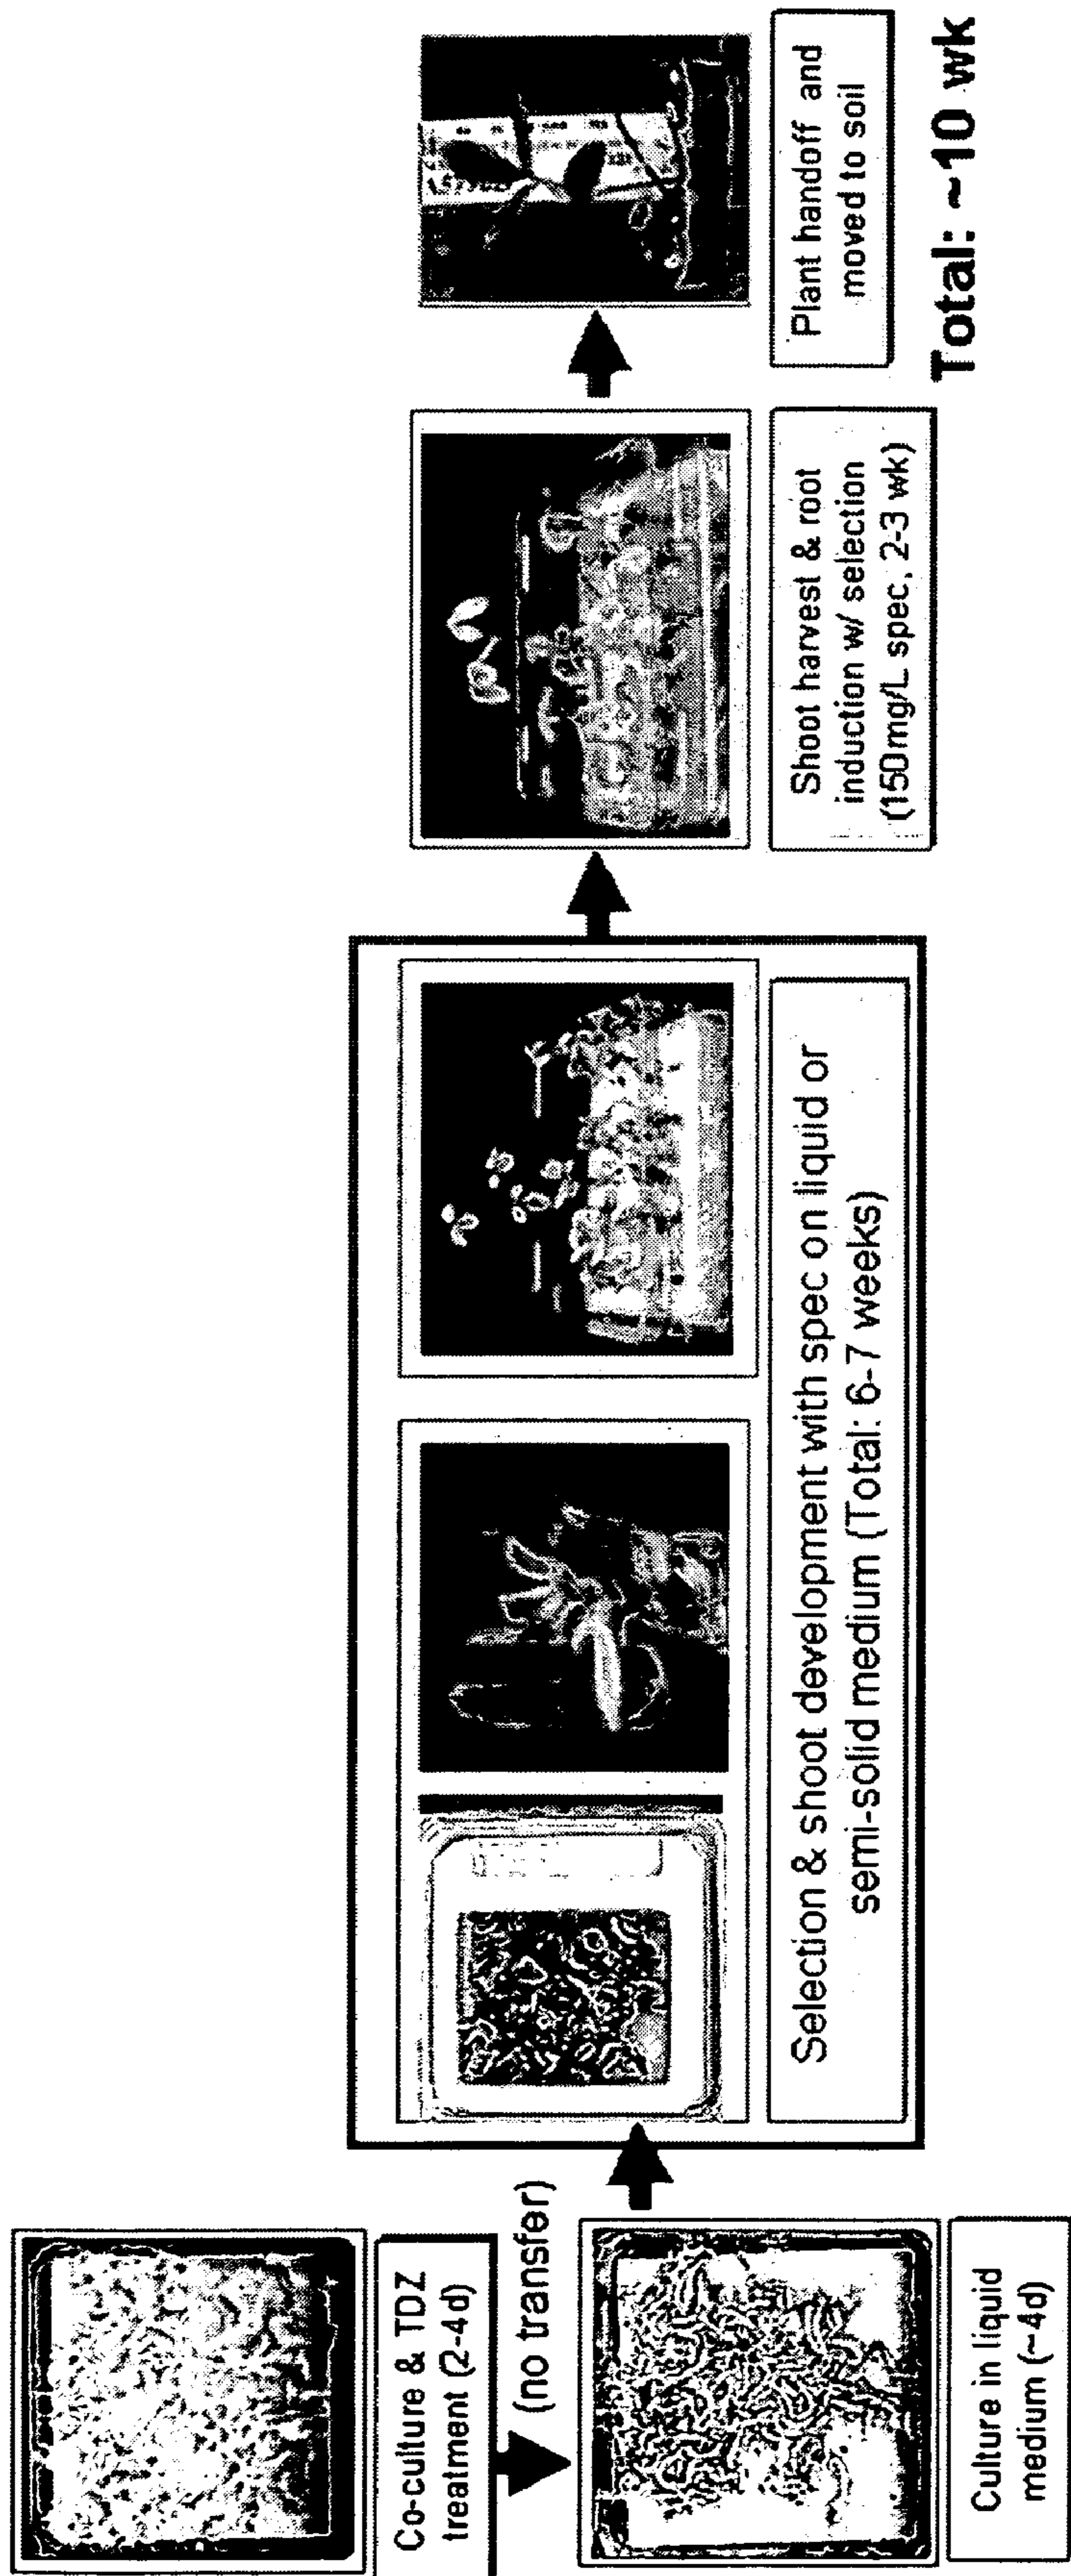 Co-culture & TDZ
treatment (2-4d)
(no transfer)
Culture in liquid
medium (~4d)
Selection & shoot development with spec on liquid or
semi-solid medium (Total: 6-7 weeks)
Shoot harvest & root
induction w/ selection
(150mg/L spec, 2-3 wk)
Plant handoff and
moved to soil
Total: ~10 wk